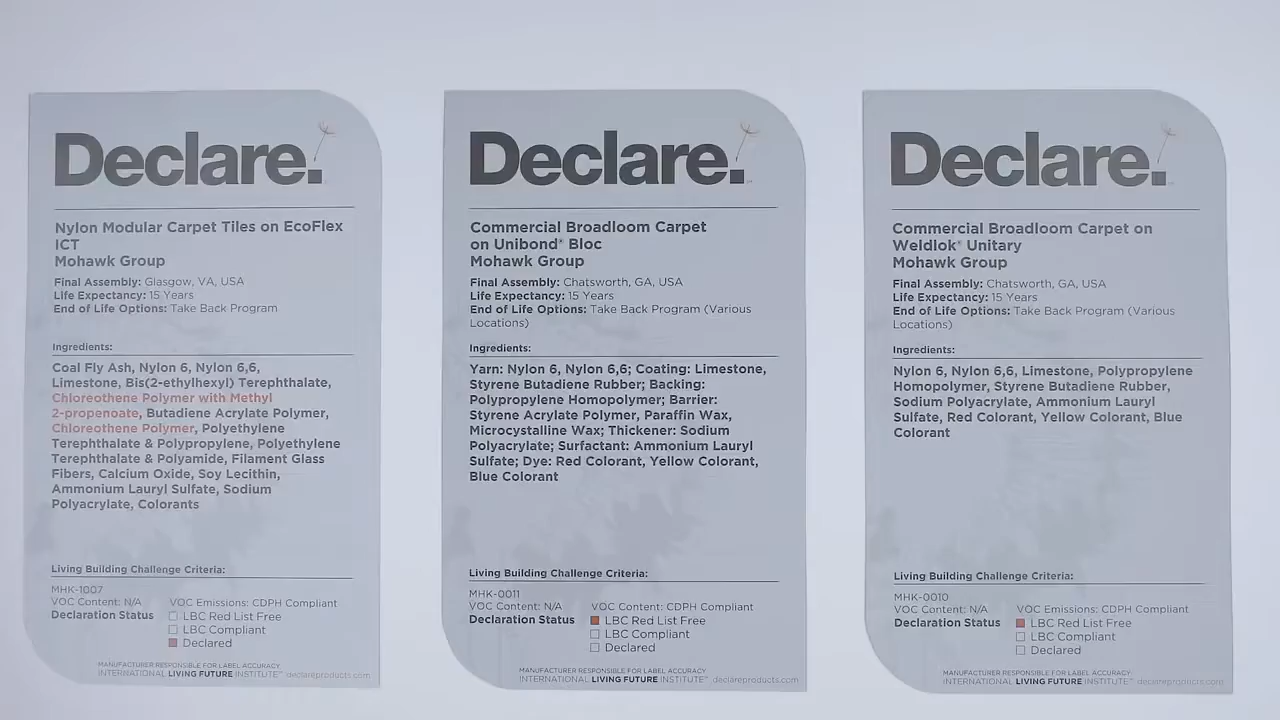 Declare.
Nylon Modular Carpet Tiles on EcoFlex
ICT
Mohawk Group
Final Assembly: Glasgow, VA, USA
Life Expectancy: 15 Years
End of Life Options: Take Back Program
Ingredients:
Coal Fly Ash, Nylon 6, Nylon 6,6,
Limestone, Bis(2-ethylhexyl) Terephthalate,
Chloreothene Polymer with Methyl
2-propenoate, Butadiene Acrylate Polymer,
Chloreothene Polymer, Polyethylene
Terephthalate & Polypropylene, Polyethylene
Terephthalate & Polyamide, Filament Glass
Fibers, Calcium Oxide, Soy Lecithin,
Ammonium Lauryl Sulfate, Sodium
Polyacrylate, Colorants
Living Building Challenge Criteria:
MHK-1007
VOC Content: N/A VOC Emissions: CDPH Compliant
Declaration Status LBC Red List Free
LBC Compliant
Declared
MANUFACTURER RESPONSIBLE FOR LABEL ACCURACY
INTERNATIONAL LIVING FUTURE INSTITUTE℠ declareproducts.com
Declare.
Commercial Broadloom Carpet
on Unibond® Bloc
Mohawk Group
Final Assembly: Chatsworth, GA, USA
Life Expectancy: 15 Years
End of Life Options: Take Back Program (Various
Locations)
Ingredients:
Yarn: Nylon 6, Nylon 6,6; Coating: Limestone,
Styrene Butadiene Rubber; Backing:
Polypropylene Homopolymer; Barrier:
Styrene Acrylate Polymer, Paraffin Wax,
Microcystalline Wax; Thickener: Sodium
Polyacrylate; Surfactant: Ammonium Lauryl
Sulfate; Dye: Red Colorant, Yellow Colorant,
Blue Colorant
Living Building Challenge Criteria:
MHK-0011
VOC Content: N/A VOC Content: CDPH Compliant
Declaration Status LBC Red List Free
LBC Compliant
Declared
MANUFACTURER RESPONSIBLE FOR LABEL ACCURACY
INTERNATIONAL LIVING FUTURE INSTITUTE℠ declareproducts.com
Declare.
Commercial Broadloom Carpet on
Weldlok® Unitary
Mohawk Group
Final Assembly: Chatsworth, GA, USA
Life Expectancy: 15 Years
End of Life Options: Take Back Program (Various
Locations)
Ingredients:
Nylon 6, Nylon 6,6, Limestone, Polypropylene
Homopolymer, Styrene Butadiene Rubber,
Sodium Polyacrylate, Ammonium Lauryl
Sulfate, Red Colorant, Yellow Colorant, Blue
Colorant
Living Building Challenge Criteria:
MHK-0010
VOC Content: N/A VOC Emissions: CDPH Compliant
Declaration Status LBC Red List Free
LBC Compliant
Declared
MANUFACTURER RESPONSIBLE FOR LABEL ACCURACY:
INTERNATIONAL LIVING FUTURE INSTITUTE℠ declareproducts.com